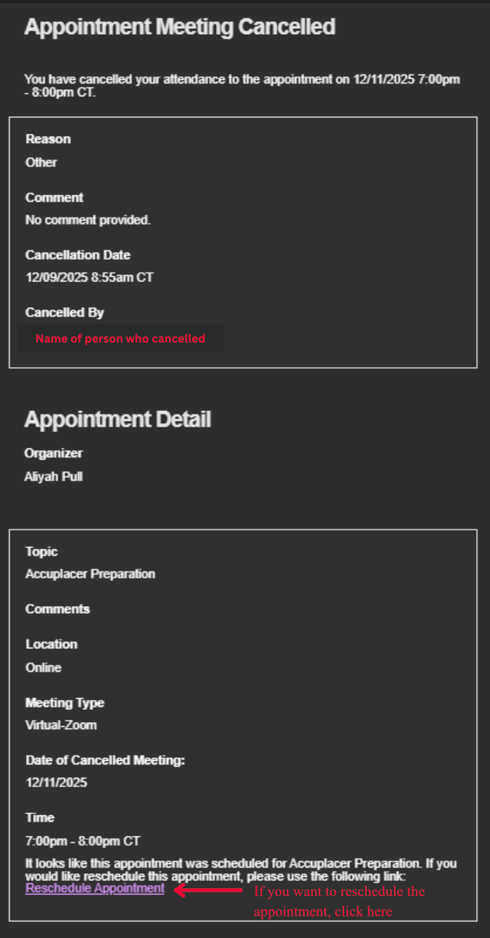 Appointment Meeting Cancelled
You have cancelled your attendance to the appointment on 12/11/2025 7:00pm
- 8:00pm CT.
Reason
Other
Comment
No comment provided.
Cancellation Date
12/09/2025 8:55am CT
Cancelled By
Name of person who cancelled
Appointment Detail
Organizer
Aliyah Pull
Topic
Accuplacer Preparation
Comments
Location
Online
Meeting Type
Virtual-Zoom
Date of Cancelled Meeting:
12/11/2025
Time
7:00pm - 8:00pm CT
It looks like this appointment was scheduled for Accuplacer Preparation. If you
would like reschedule this appointment, please use the following link:
Reschedule Appointment
If you want to reschedule the
appointment, click here